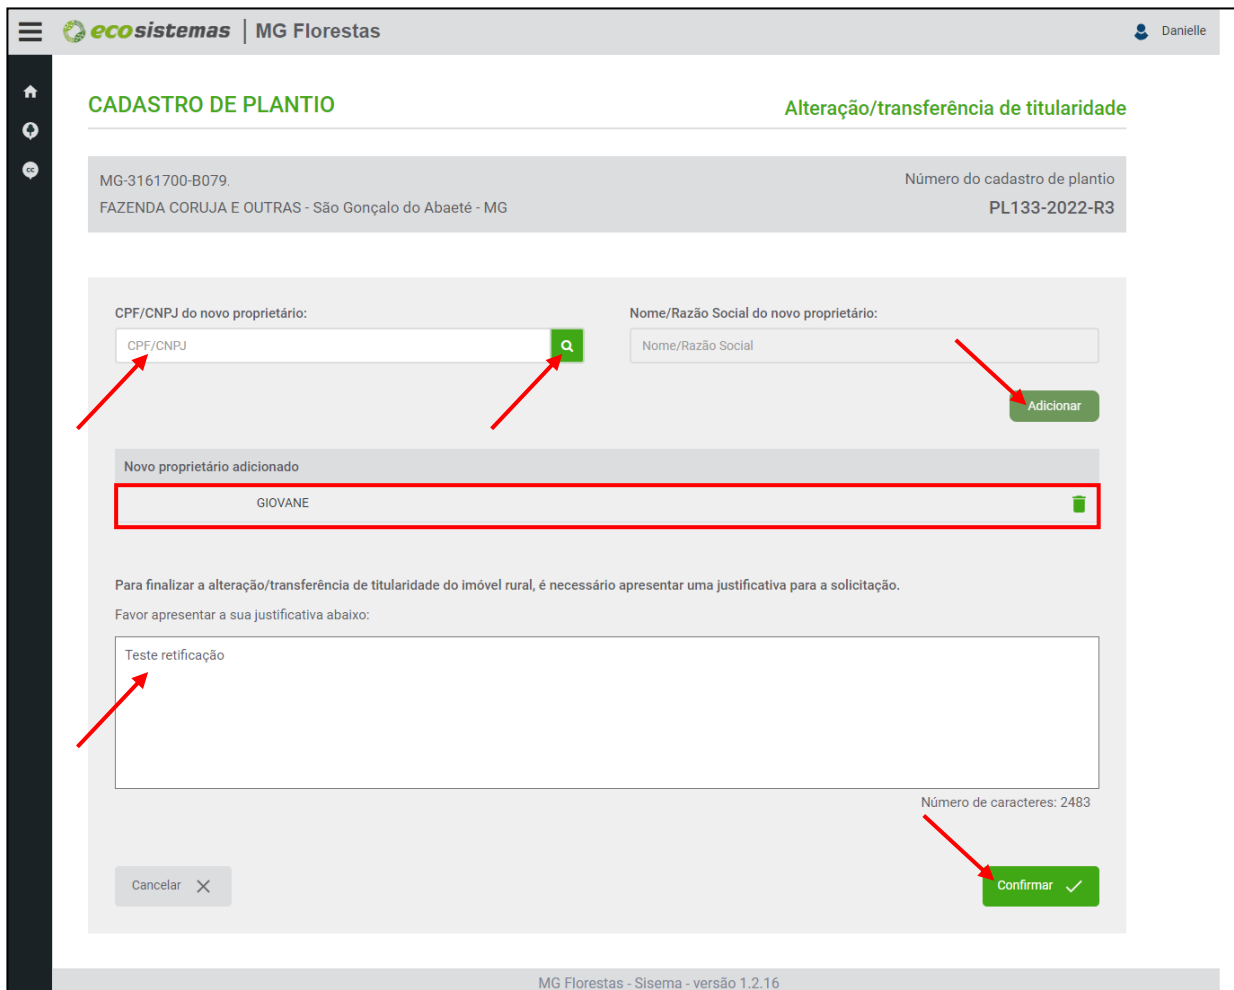 ecosistemas | MG Florestas
Danielle
CADASTRO DE PLANTIO
Alteração/transferência de titularidade
MG-3161700-B079.
Número do cadastro de plantio
FAZENDA CORUJA E OUTRAS - São Gonçalo do Abaeté - MG
PL133-2022-R3
CPF/CNPJ do novo proprietário:
Nome/Razão Social do novo proprietário:
CPF/CNPJ
Nome/Razão Social
Adicionar
Novo proprietário adicionado
GIOVANE
Para finalizar a alteração/transferência de titularidade do imóvel rural, é necessário apresentar uma justificativa para a solicitação.
Favor apresentar a sua justificativa abaixo:
Teste retificação
Número de caracteres: 2483
Cancelar
Confirmar
MG Florestas - Sisema - versão 1.2.16